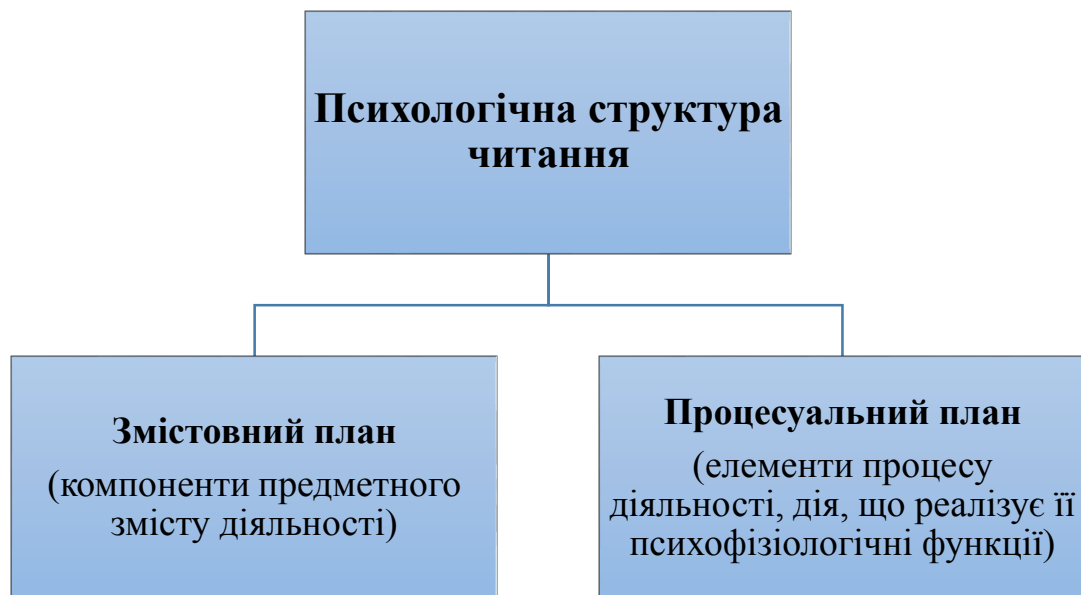 Психологічна структура
читання
Змістовний план
(компоненти предметного
змісту діяльності)
Процесуальний план
(елементи процесу
діяльності, дія, що реалізує її
психофізіологічні функції)